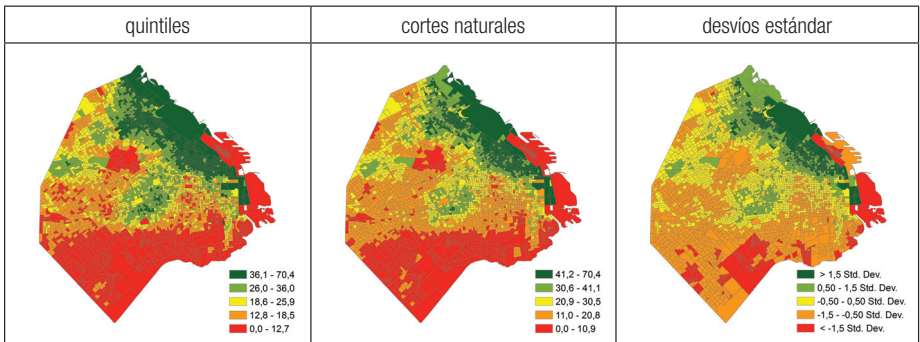 quintiles
cortes naturales
desvíos estándar
36,1 - 70,4
26,0 - 36,0
18,6 - 25,9
12,8 - 18,5
0,0 - 12,7
41,2 - 70,4
30,6 - 41,1
20,9 - 30,5
11,0 - 20,8
0,0 - 10,9
> 1,5 Std. Dev.
0,50 - 1,5 Std. Dev.
-0,50 - 0,50 Std. Dev.
-1,5 - -0,50 Std. Dev.
< -1,5 Std. Dev.